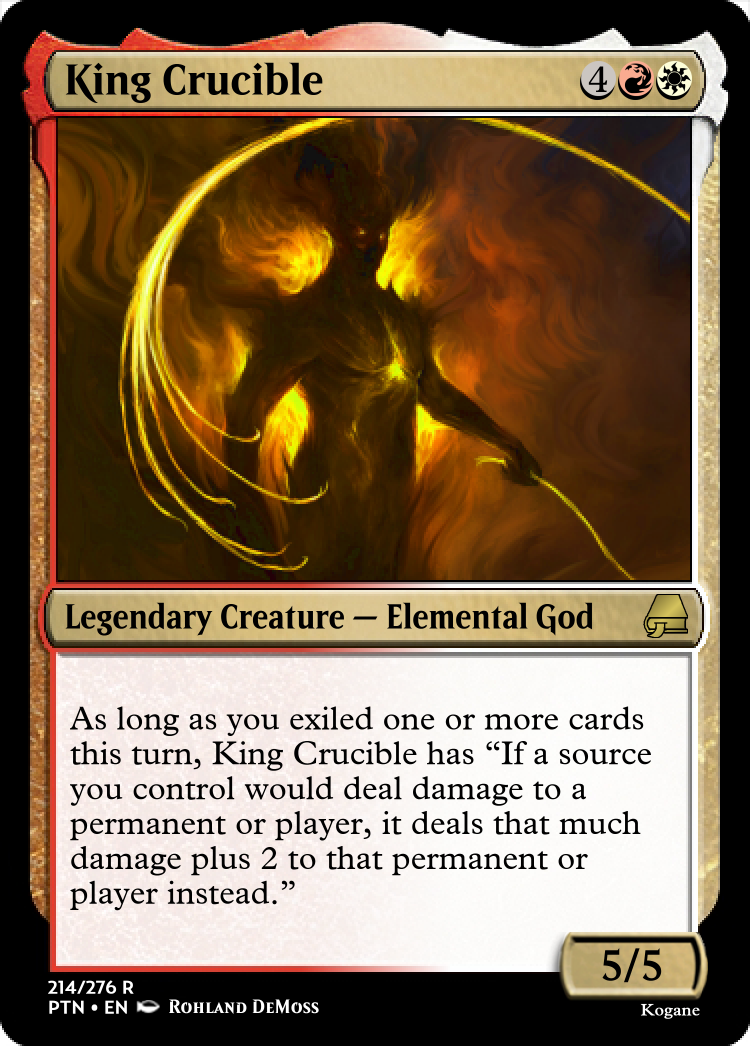 King Crucible 4
Legendary Creature — Elemental God
As long as you exiled one or more cards
this turn, King Crucible has “If a source
you control would deal damage to a
permanent or player, it deals that much
damage plus 2 to that permanent or
player instead.”
5/5
214/276 R
PTN • EN Rohland DeMoss
Kogane